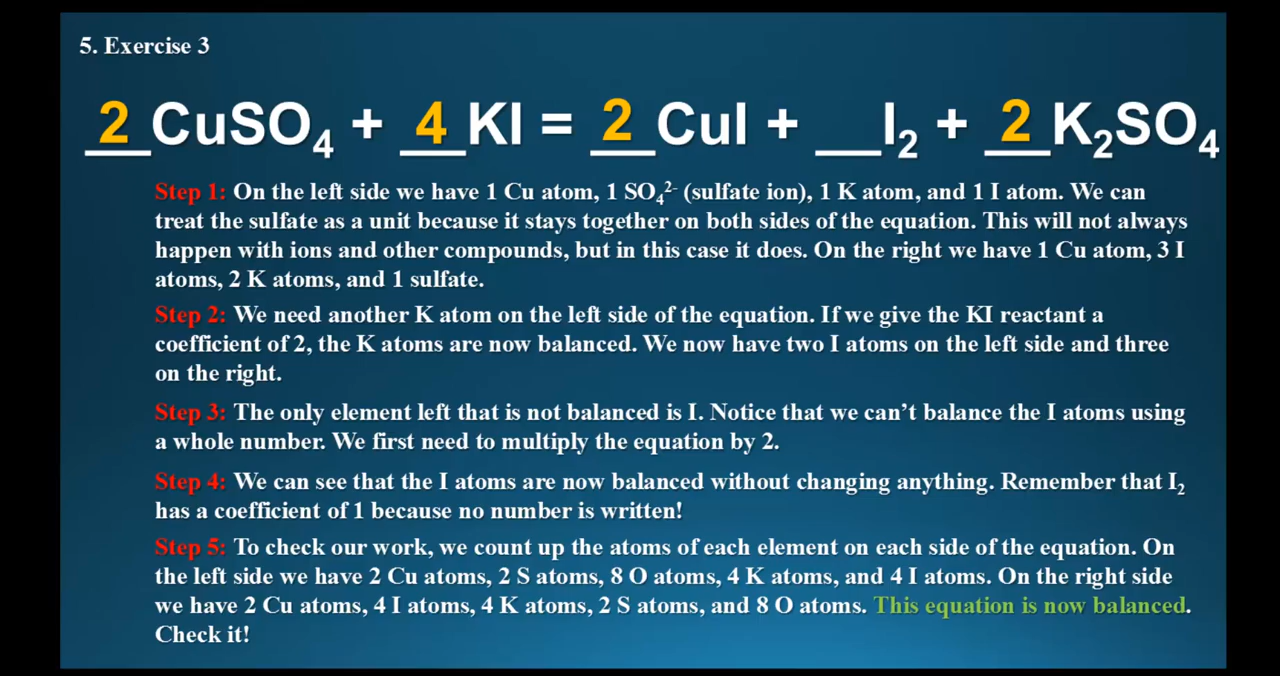 5. Exercise 3
2 CuSO₄ + 4 KI = 2 CuI + __I₂ + 2 K₂SO₄
Step 1: On the left side we have 1 Cu atom, 1 SO₄²⁻ (sulfate ion), 1 K atom, and 1 I atom. We can
treat the sulfate as a unit because it stays together on both sides of the equation. This will not always
happen with ions and other compounds, but in this case it does. On the right we have 1 Cu atom, 3 I
atoms, 2 K atoms, and 1 sulfate.
Step 2: We need another K atom on the left side of the equation. If we give the KI reactant a
coefficient of 2, the K atoms are now balanced. We now have two I atoms on the left side and three
on the right.
Step 3: The only element left that is not balanced is I. Notice that we can’t balance the I atoms using
a whole number. We first need to multiply the equation by 2.
Step 4: We can see that the I atoms are now balanced without changing anything. Remember that I₂
has a coefficient of 1 because no number is written!
Step 5: To check our work, we count up the atoms of each element on each side of the equation. On
the left side we have 2 Cu atoms, 2 S atoms, 8 O atoms, 4 K atoms, and 4 I atoms. On the right side
we have 2 Cu atoms, 4 I atoms, 4 K atoms, 2 S atoms, and 8 O atoms. This equation is now balanced.
Check it!